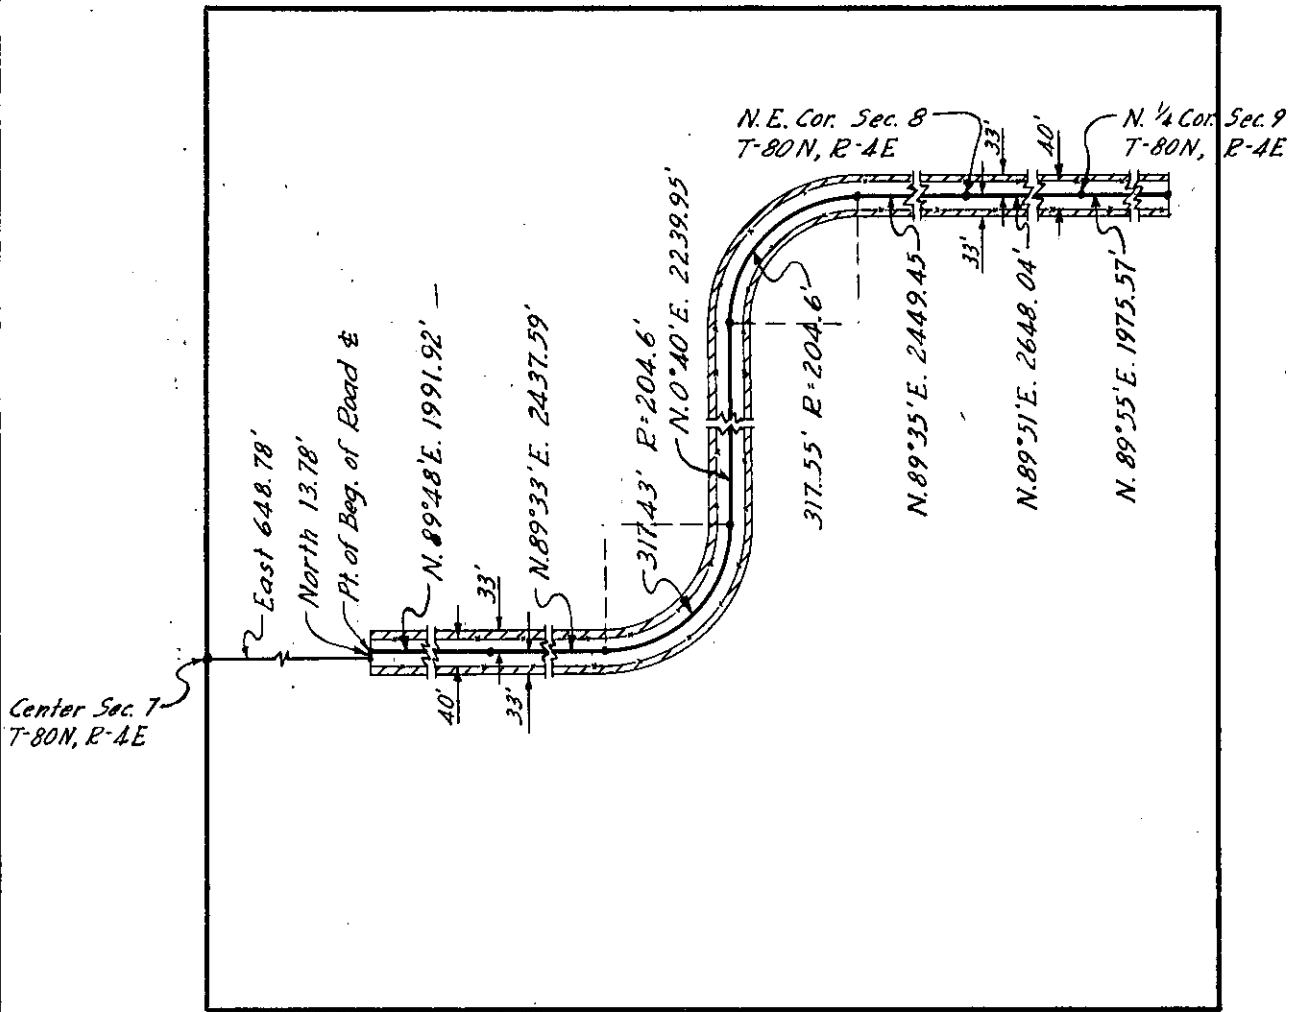 N.E. Cor. Sec. 8
T-80N, R-4E
N. 1/4 Cor. Sec. 9
T-80N, R-4E
33'
40'
33'
N.89°35'E. 2449.45'
N.89°51'E. 2648.04'
N.89°55'E. 1975.57'
317.55' R=204.6'
N.0°40'E. 2239.95'
317.43' R=204.6'
N.89°33'E. 2437.59'
N.89°48'E. 1991.92'
Pt. of Beg. of Road ℄
North 13.78'
East 648.78'
33'
40'
33'
Center Sec. 7
T-80N, R-4E